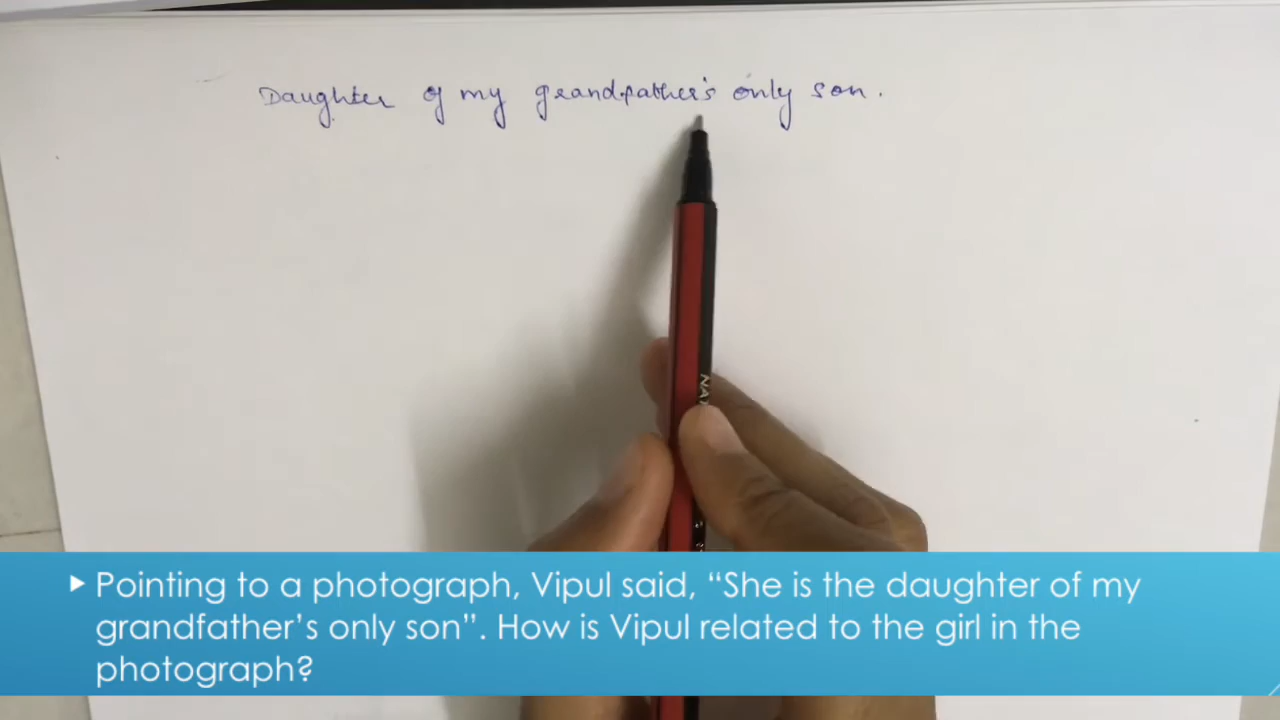 Daughter of my grandfather's only son.
NAT
Pointing to a photograph, Vipul said, “She is the daughter of my
grandfather’s only son”. How is Vipul related to the girl in the
photograph?